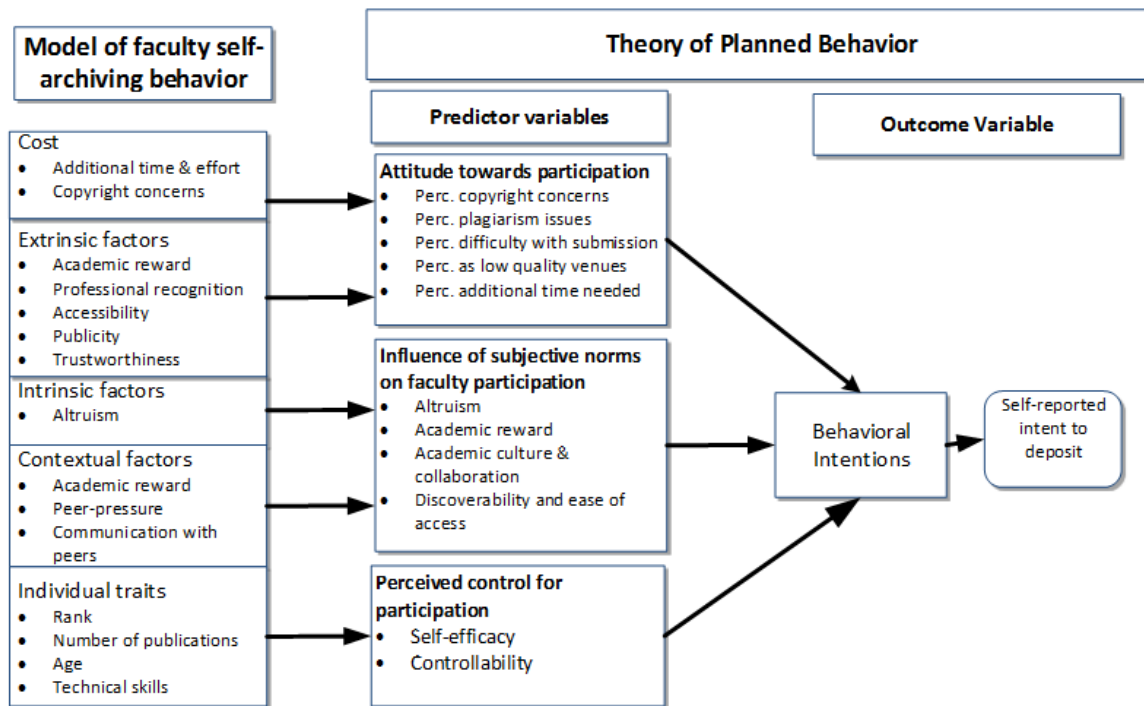 Model of faculty self-
archiving behavior
Theory of Planned Behavior
Predictor variables
Outcome Variable
Cost
• Additional time & effort
• Copyright concerns
Extrinsic factors
• Academic reward
• Professional recognition
• Accessibility
• Publicity
• Trustworthiness
Intrinsic factors
• Altruism
Contextual factors
• Academic reward
• Peer-pressure
• Communication with
peers
Individual traits
• Rank
• Number of publications
• Age
• Technical skills
Attitude towards participation
• Perc. copyright concerns
• Perc. plagiarism issues
• Perc. difficulty with submission
• Perc. as low quality venues
• Perc. additional time needed
Influence of subjective norms
on faculty participation
• Altruism
• Academic reward
• Academic culture &
collaboration
• Discoverability and ease of
access
Perceived control for
participation
• Self-efficacy
• Controllability
Behavioral
Intentions
Self-reported
intent to
deposit